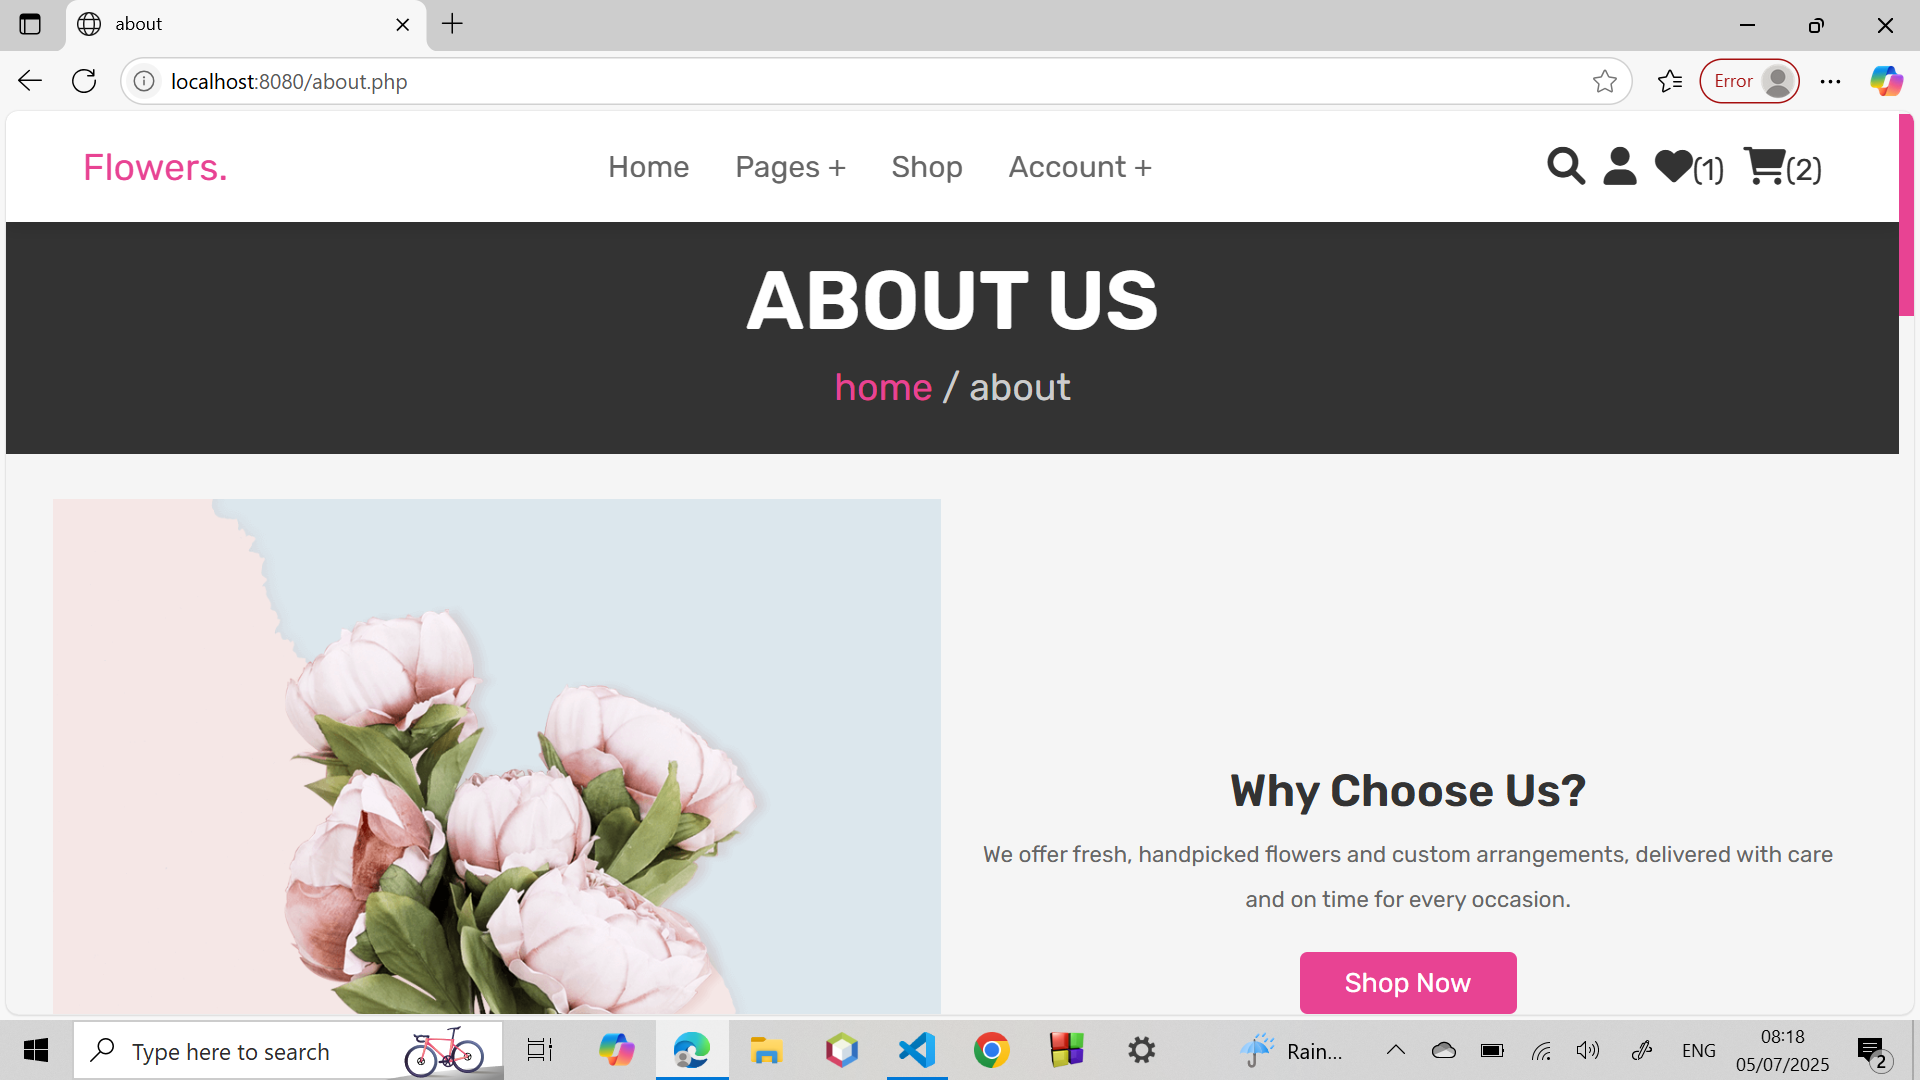 about
localhost:8080/about.php
Error
Flowers.
Home Pages + Shop Account +
(1) (2)
ABOUT US
home / about
Why Choose Us?
We offer fresh, handpicked flowers and custom arrangements, delivered with care
and on time for every occasion.
Shop Now
Type here to search
Rain...
ENG
08:18
05/07/2025
2